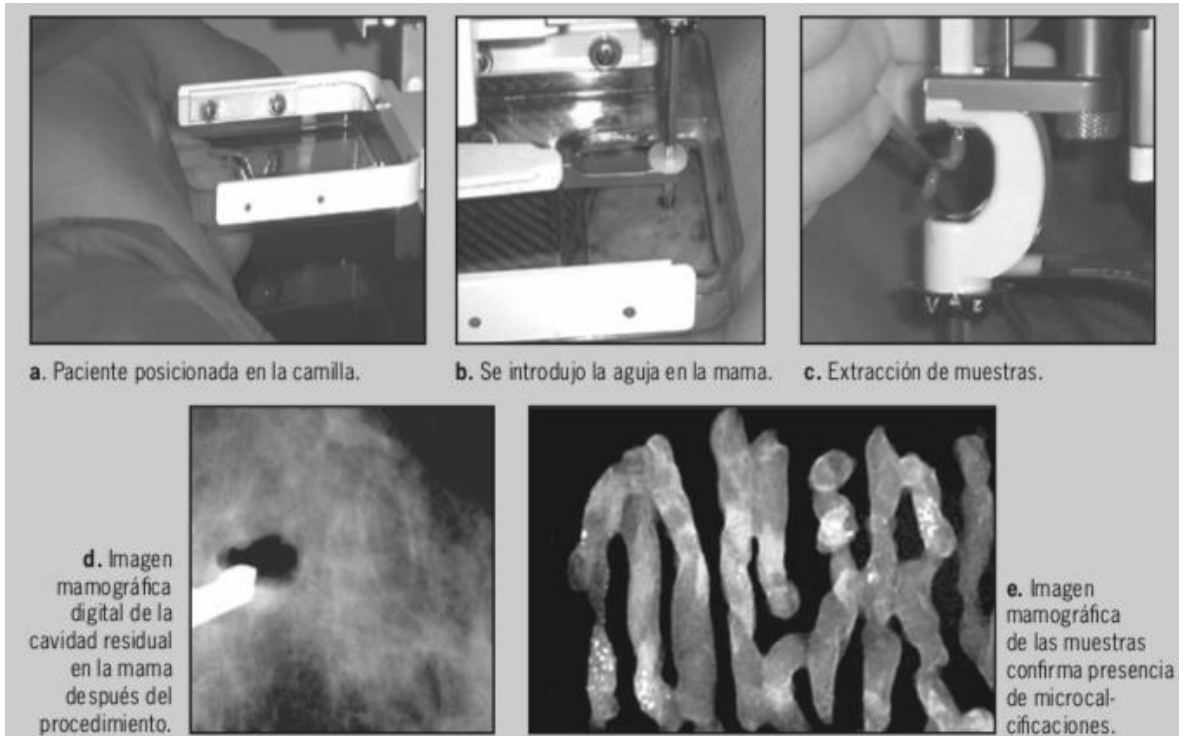 a. Paciente posicionada en la camilla.
b. Se introdujo la aguja en la mama.
c. Extracción de muestras.
d. Imagen
mamográfica
digital de la
cavidad residual
en la mama
después del
procedimiento.
e. Imagen
mamográfica
de las muestras
confirma presencia
de microcal-
cificaciones.